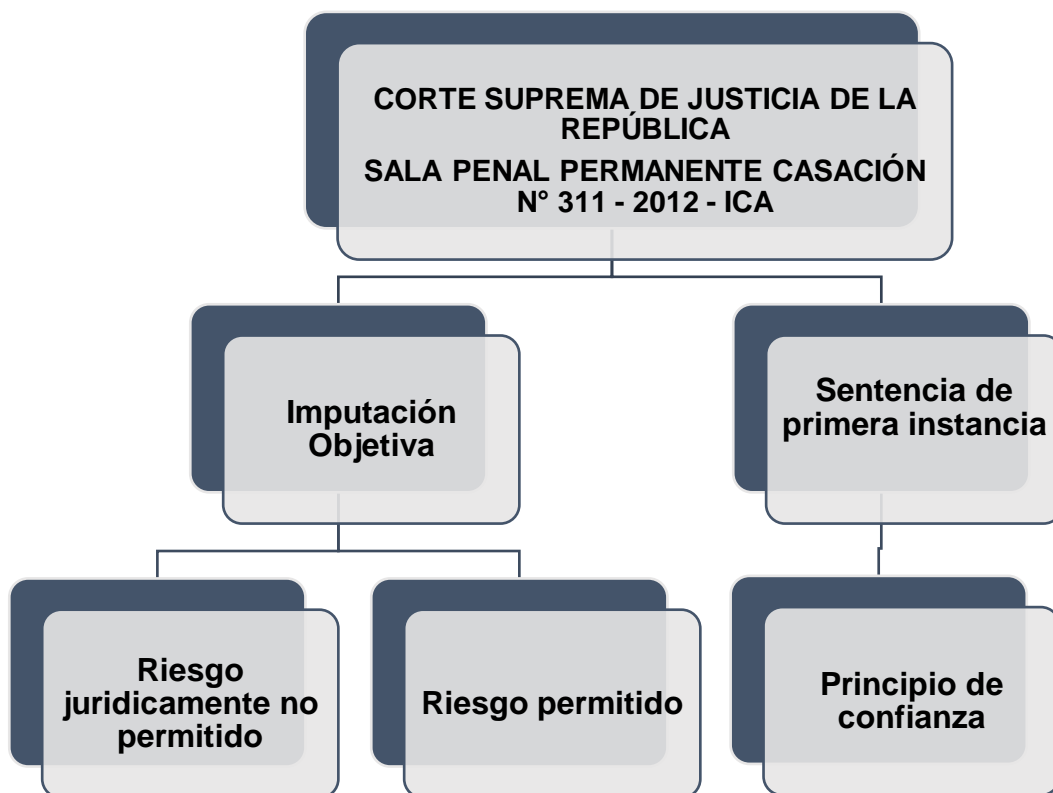 CORTE SUPREMA DE JUSTICIA DE LA
REPÚBLICA
SALA PENAL PERMANENTE CASACIÓN
N° 311 - 2012 - ICA
Imputación
Objetiva
Sentencia de
primera instancia
Riesgo
juridicamente no
permitido
Riesgo permitido
Principio de
confianza